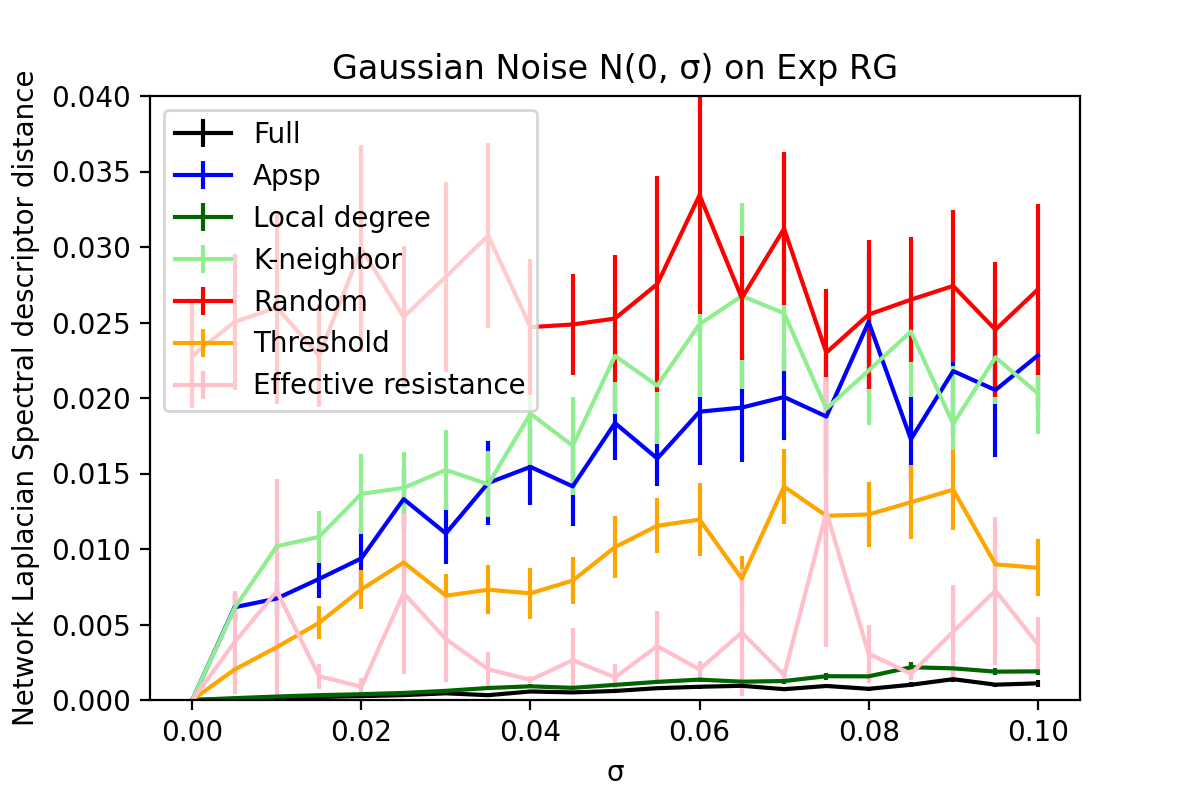 Gaussian Noise N(0, σ) on Exp RG
Network Laplacian Spectral descriptor distance
0.040
0.035
0.030
0.025
0.020
0.015
0.010
0.005
0.000
Full
Apsp
Local degree
K-neighbor
Random
Threshold
Effective resistance
0.00 0.02 0.04 0.06 0.08 0.10
σ